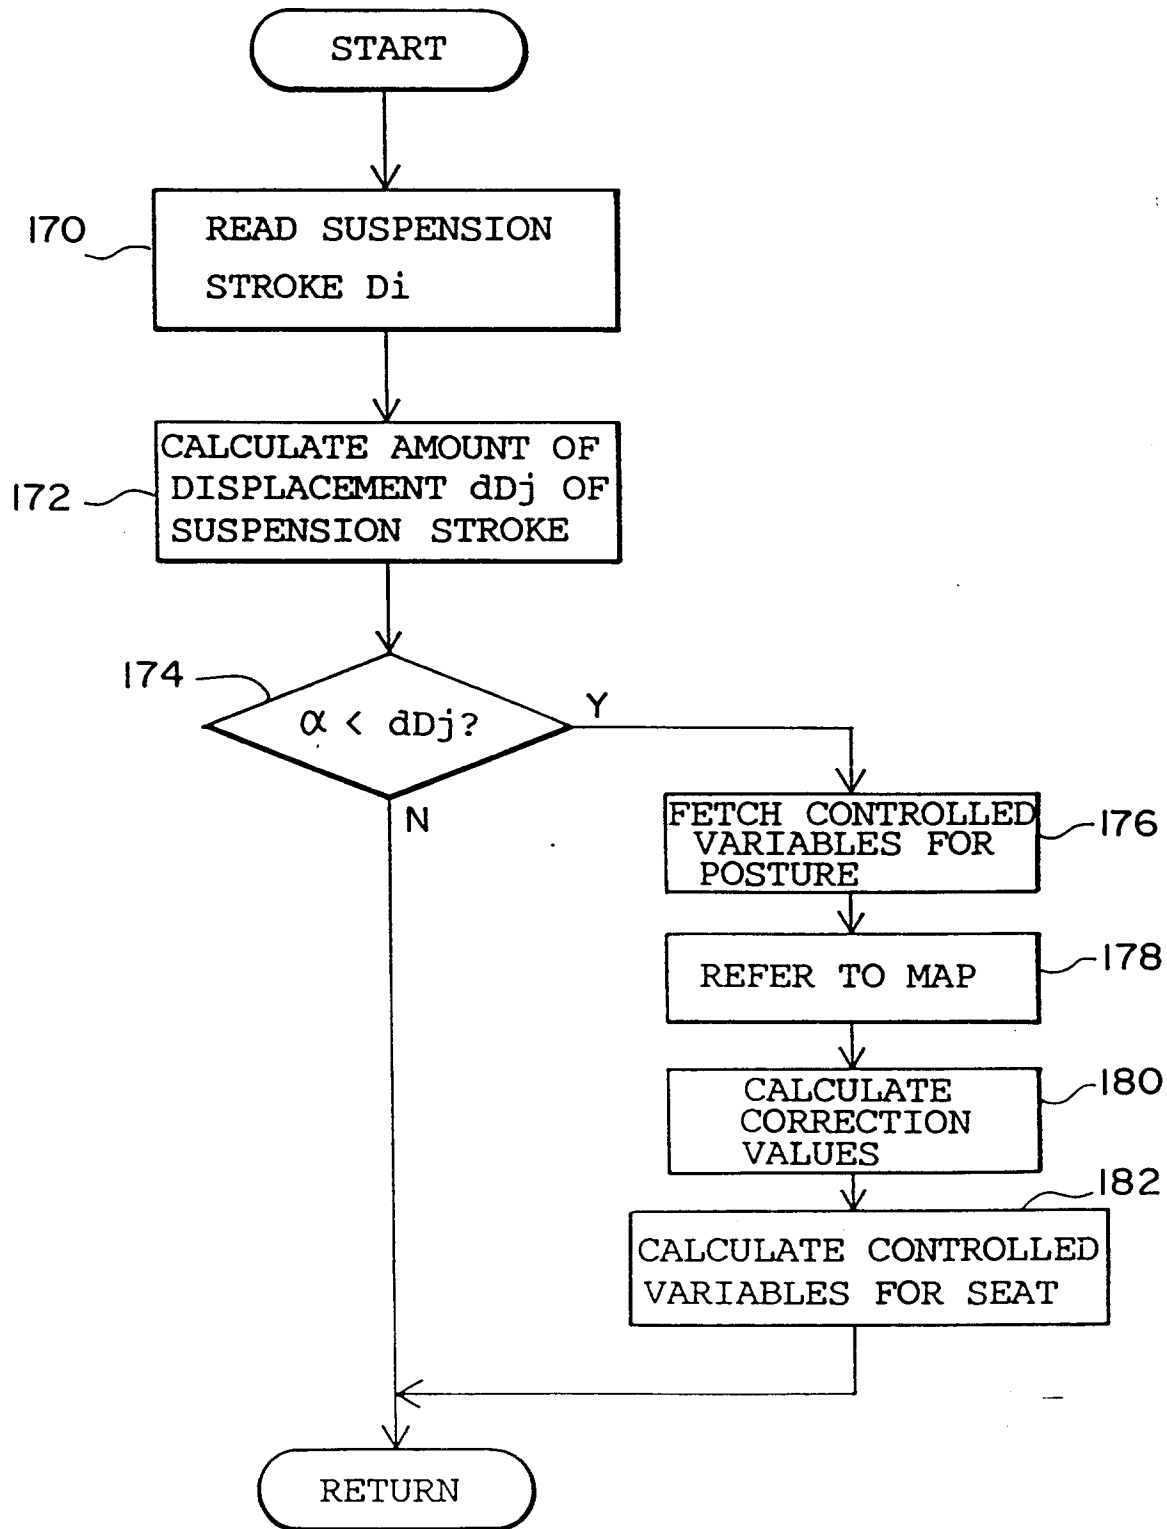 START
170
READ SUSPENSION
STROKE Di
172
CALCULATE AMOUNT OF
DISPLACEMENT dDj OF
SUSPENSION STROKE
174
α < dDj?
Y
N
FETCH CONTROLLED
VARIABLES FOR
POSTURE
176
REFER TO MAP
178
CALCULATE
CORRECTION
VALUES
180
182
CALCULATE CONTROLLED
VARIABLES FOR SEAT
RETURN